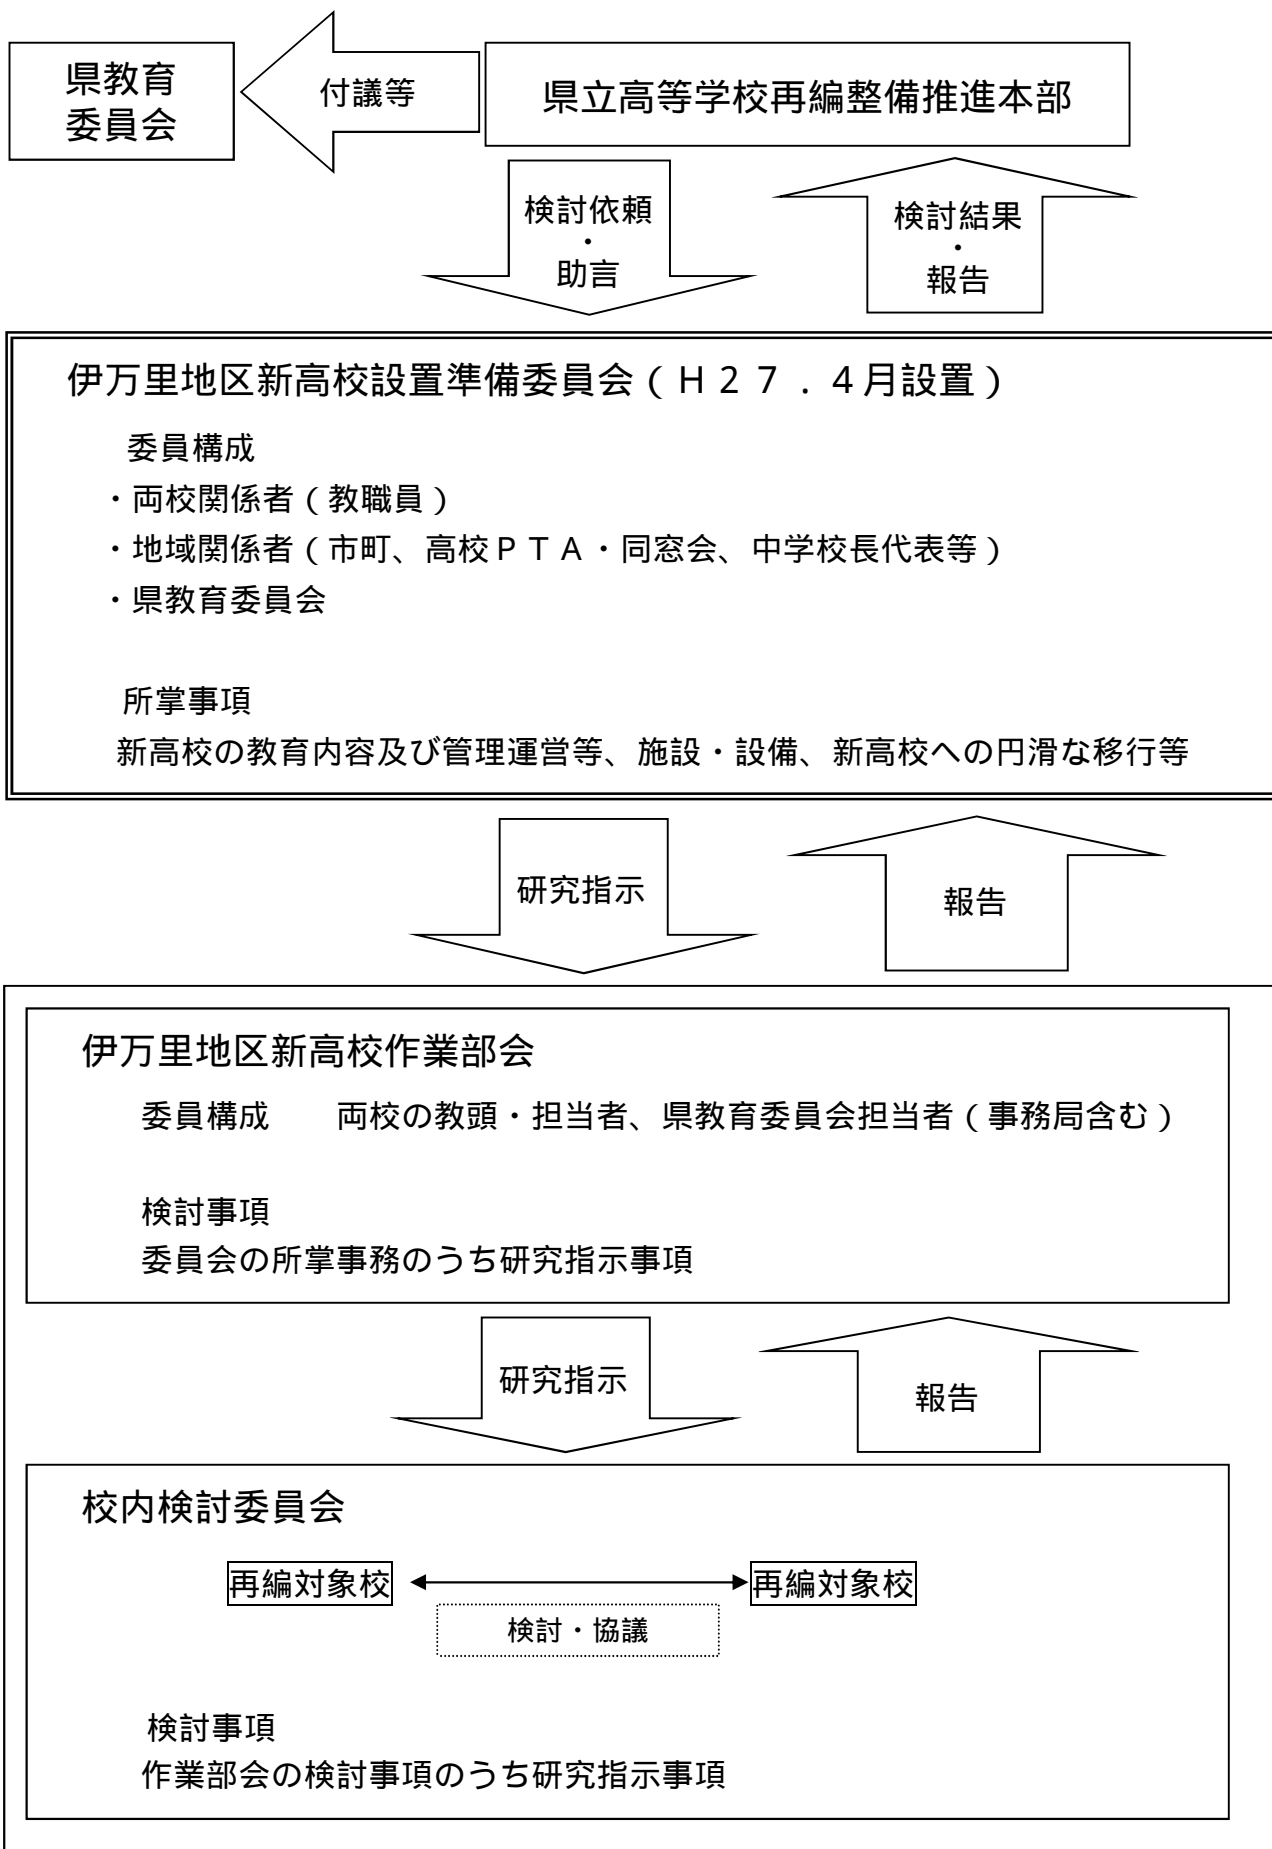 県教育
委員会
付議等
県立高等学校再編整備推進本部
検討依頼
・
助言
検討結果
・
報告
伊万里地区新高校設置準備委員会(H27.4月設置)
委員構成
・両校関係者(教職員)
・地域関係者(市町、高校PTA・同窓会、中学校長代表等)
・県教育委員会
所掌事項
新高校の教育内容及び管理運営等、施設・設備、新高校への円滑な移行等
研究指示
報告
伊万里地区新高校作業部会
委員構成　　両校の教頭・担当者、県教育委員会担当者(事務局含む)
検討事項
委員会の所掌事務のうち研究指示事項
研究指示
報告
校内検討委員会
再編対象校
再編対象校
検討・協議
検討事項
作業部会の検討事項のうち研究指示事項